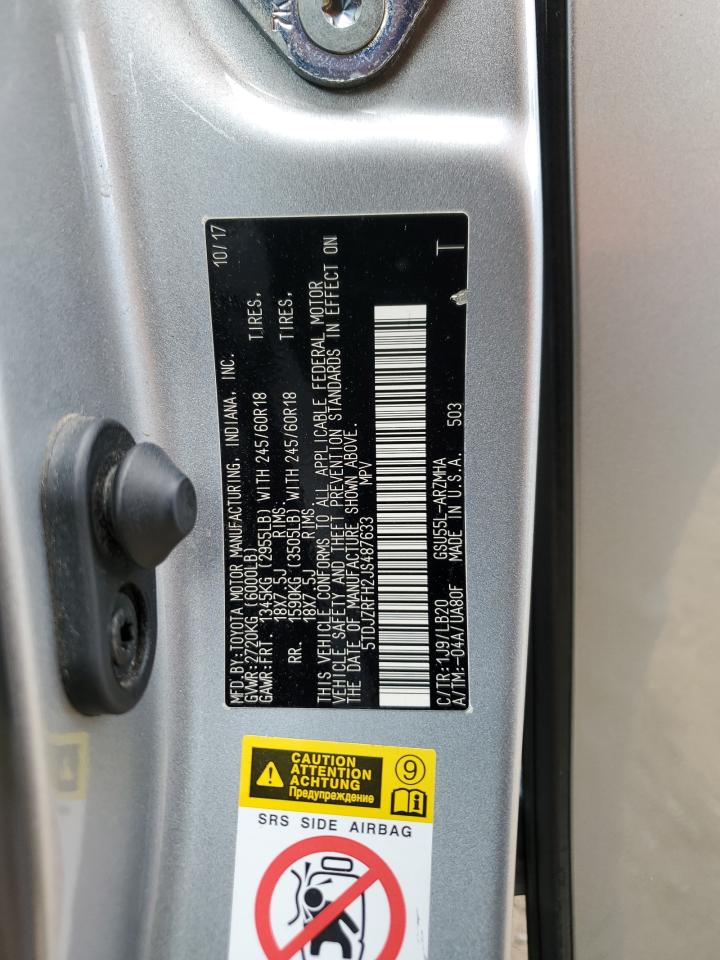 7K
10/17
MFD.BY:TOYOTA MOTOR MANUFACTURING, INDIANA, INC.
GVWR:2720KG (6000LB)
GAWR:FRT. 1345KG (2955LB) WITH 245/60R18 TIRES,
18X7.5J RIMS.
RR. 1590KG (3505LB) WITH 245/60R18 TIRES,
18X7.5J RIMS.
THIS VEHICLE CONFORMS TO ALL APPLICABLE FEDERAL MOTOR
VEHICLE SAFETY AND THEFT PREVENTION STANDARDS IN EFFECT ON
THE DATE OF MANUFACTURE SHOWN ABOVE.
5TDJZRFH2JS487633 MPV
C/TR:1J97/LB20 GSU55L-ARZMHA T
A/TM:-04A/UA80F MADE IN U.S.A. 503
CAUTION
ATTENTION
ACHTUNG
Предупреждение
9
SRS SIDE AIRBAG